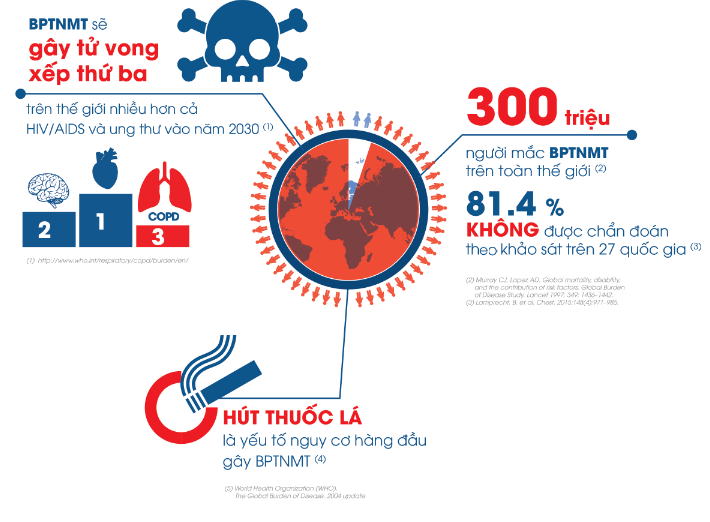 BPTNMT sẽ
gây tử vong
xếp thứ ba
trên thế giới nhiều hơn cả
HIV/AIDS và ung thư vào năm 2030 (1)
2
1
COPD
3
(1) http://www.who.int/respiratory/copd/burden/en/
300 triệu
người mắc BPTNMT
trên toàn thế giới (2)
81.4 %
KHÔNG được chẩn đoán
theo khảo sát trên 27 quốc gia (3)
(2) Murray CJ, Lopez AD. Global mortality, disability,
and the contribution of risk factors: Global Burden
of Disease Study. Lancet 1997; 349: 1436-1442.
(3) Lamprecht, B. et al, Chest. 2015;148(4):971-985.
HÚT THUỐC LÁ
là yếu tố nguy cơ hàng đầu
gây BPTNMT (4)
(5) World Health Organization (WHO).
The Global Burden of Disease. 2004 update